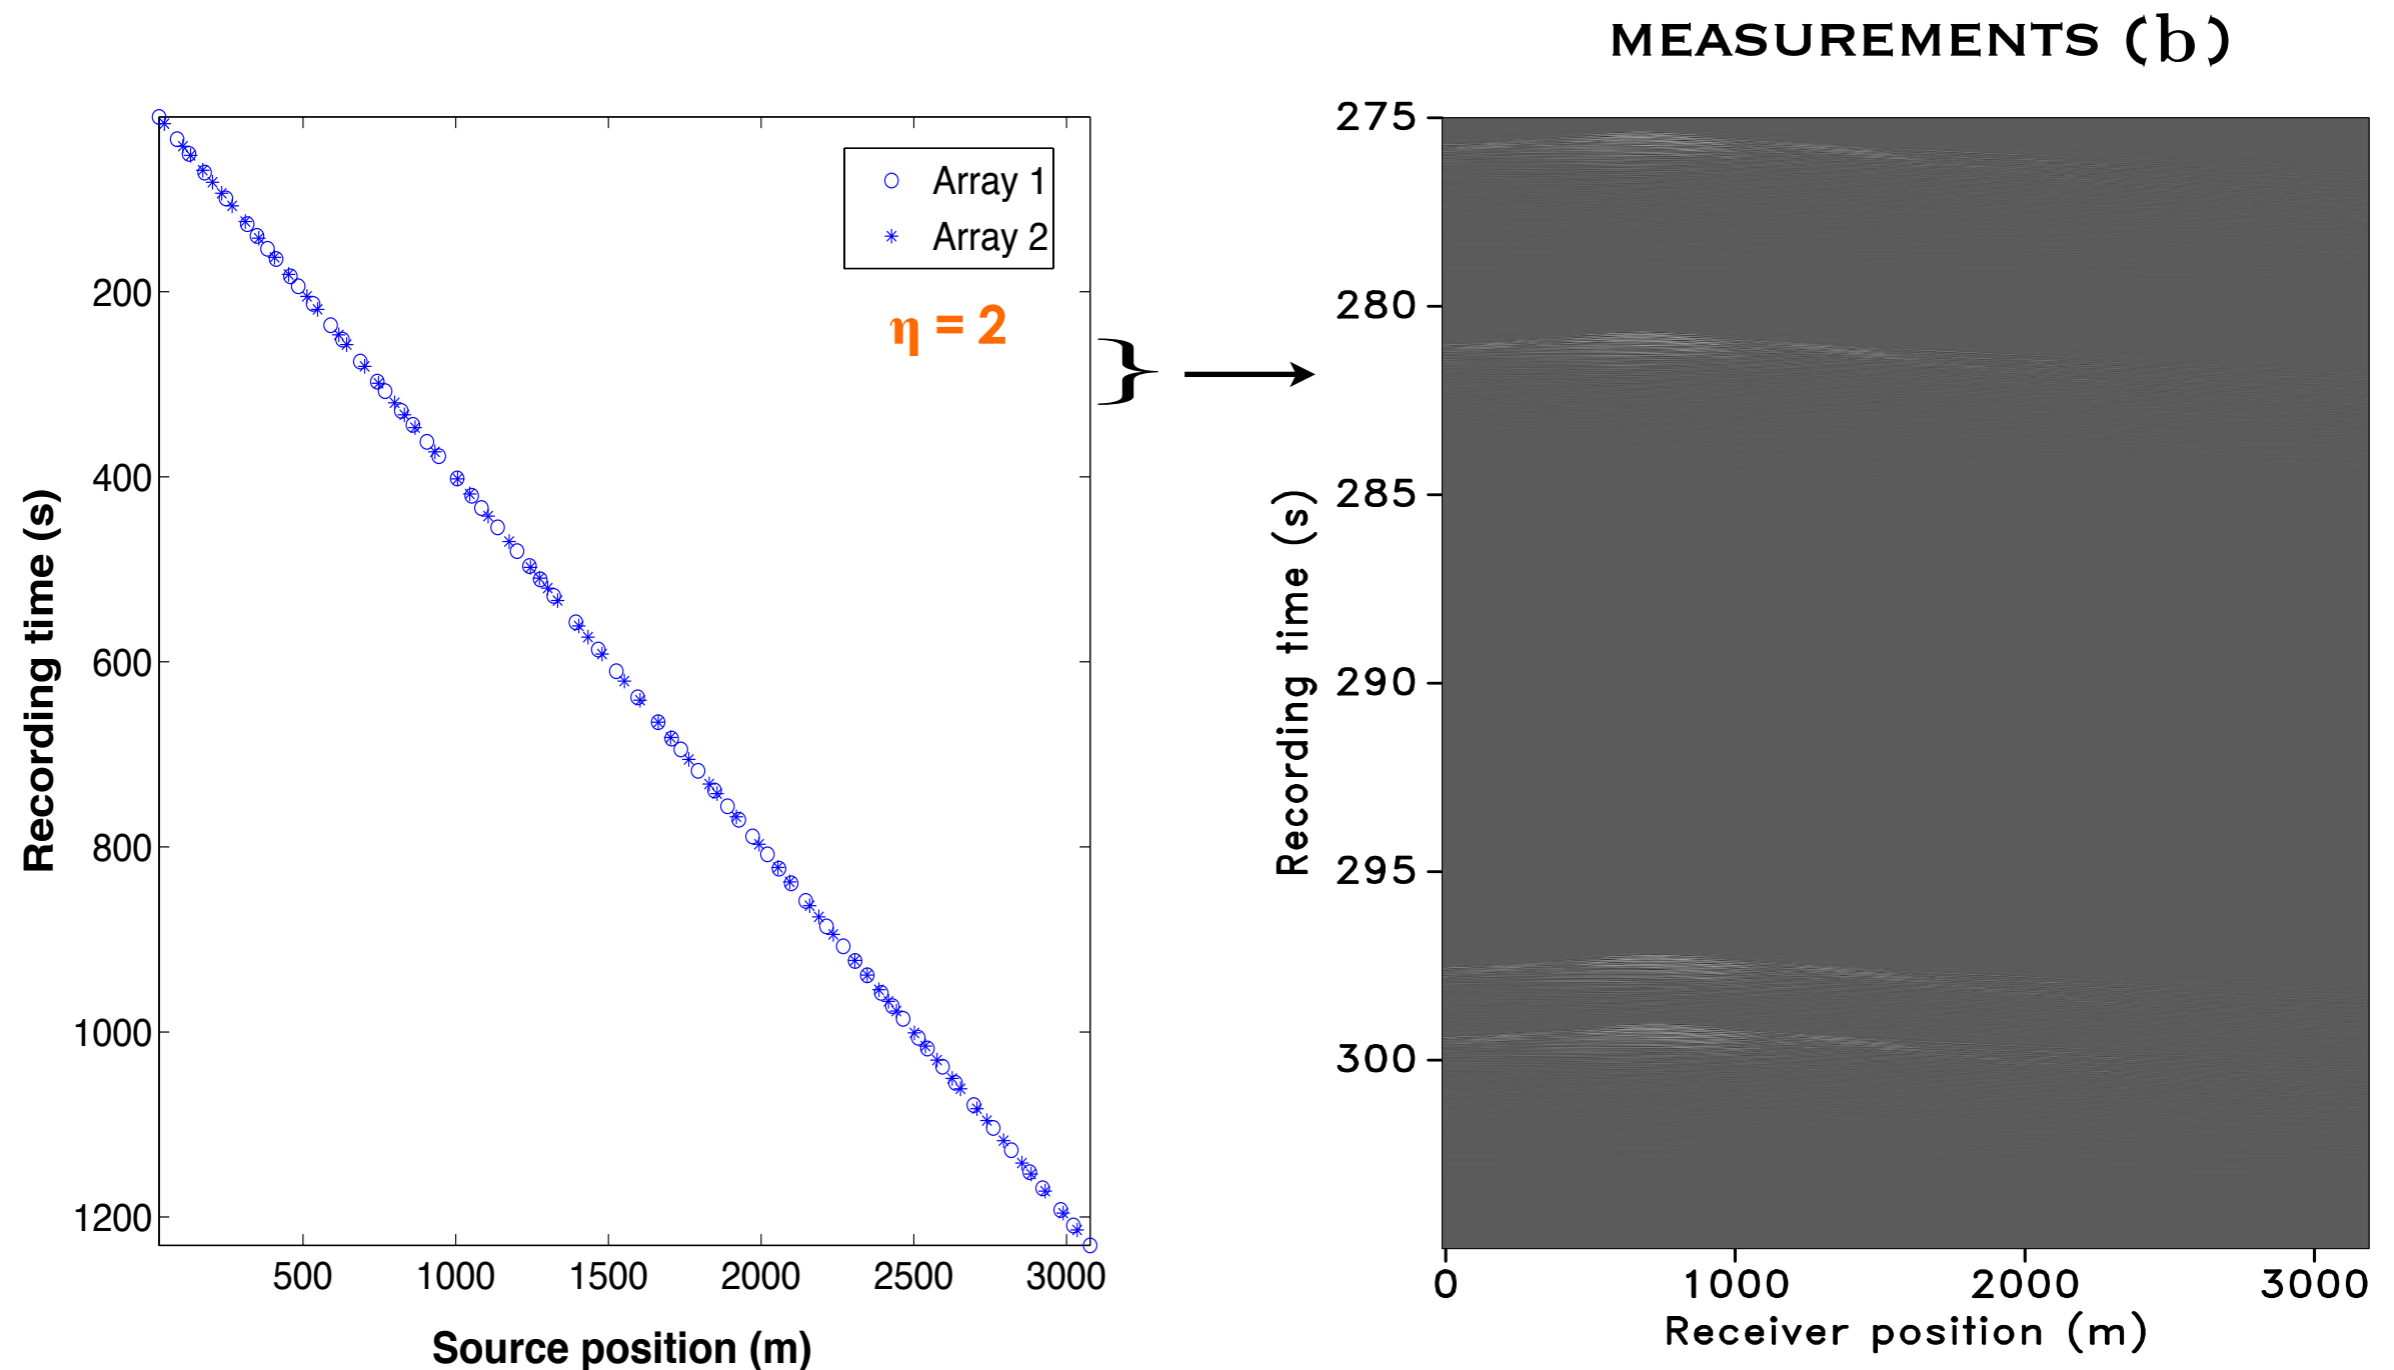 MEASUREMENTS (b)
Array 1
Array 2
η = 2
}
200
400
600
800
1000
1200
Recording time (s)
500 1000 1500 2000 2500 3000
Source position (m)
275
280
285
290
295
300
Recording time (s)
0 1000 2000 3000
Receiver position (m)